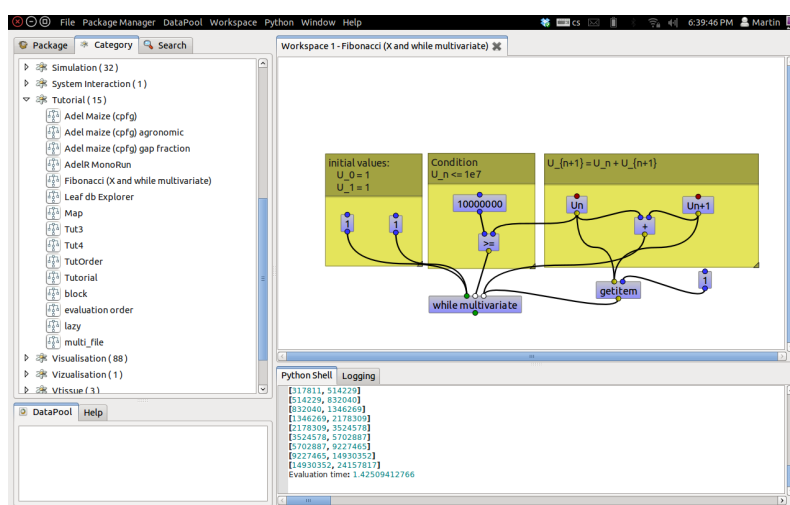 File PackageManager DataPool Workspace Python Window Help
cs 6:39:46 PM Martin
Package Category Search
Simulation ( 32 )
System Interaction ( 1 )
Tutorial ( 15 )
Adel Maize (cpfg)
Adel maize (cpfg) agronomic
Adel maize (cpfg) gap fraction
AdelR MonoRun
Fibonacci (X and while multivariate)
Leaf db Explorer
Map
Tut3
Tut4
TutOrder
Tutorial
block
evaluation order
lazy
multi_file
Visualisation ( 88 )
Vizualisation ( 1 )
Vtissue ( 3 )
DataPool Help
Workspace 1 - Fibonacci (X and while multivariate)
initial values:
U_0 = 1
U_1 = 1
Condition
U_n <= 1e7
U_{n+1} = U_n + U_{n+1}
10000000
Un
Un+1
1
1
+
>=
1
getitem
while multivariate
Python Shell Logging
[317811, 514229]
[514229, 832040]
[832040, 1346269]
[1346269, 2178309]
[2178309, 3524578]
[3524578, 5702887]
[5702887, 9227465]
[9227465, 14930352]
[14930352, 24157817]
Evaluation time: 1.42509412766